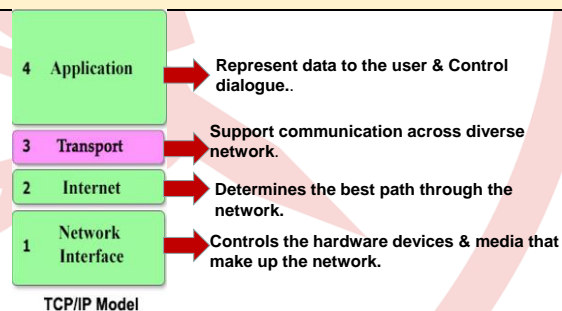 4 Application
Represent data to the user & Control
dialogue..
3 Transport
Support communication across diverse
network.
2 Internet
Determines the best path through the
network.
1 Network
Interface
Controls the hardware devices & media that
make up the network.
TCP/IP Model